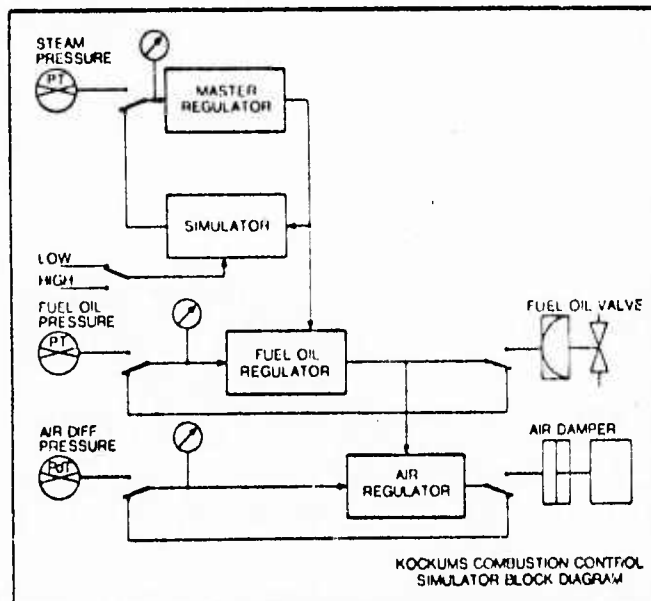 STEAM
PRESSURE
PT
MASTER
REGULATOR
SIMULATOR
LOW
HIGH
FUEL OIL
PRESSURE
PT
FUEL OIL
REGULATOR
FUEL OIL VALVE
AIR DIFF
PRESSURE
PdT
AIR
REGULATOR
AIR DAMPER
KOCKUMS COMBUSTION CONTROL
SIMULATOR BLOCK DIAGRAM